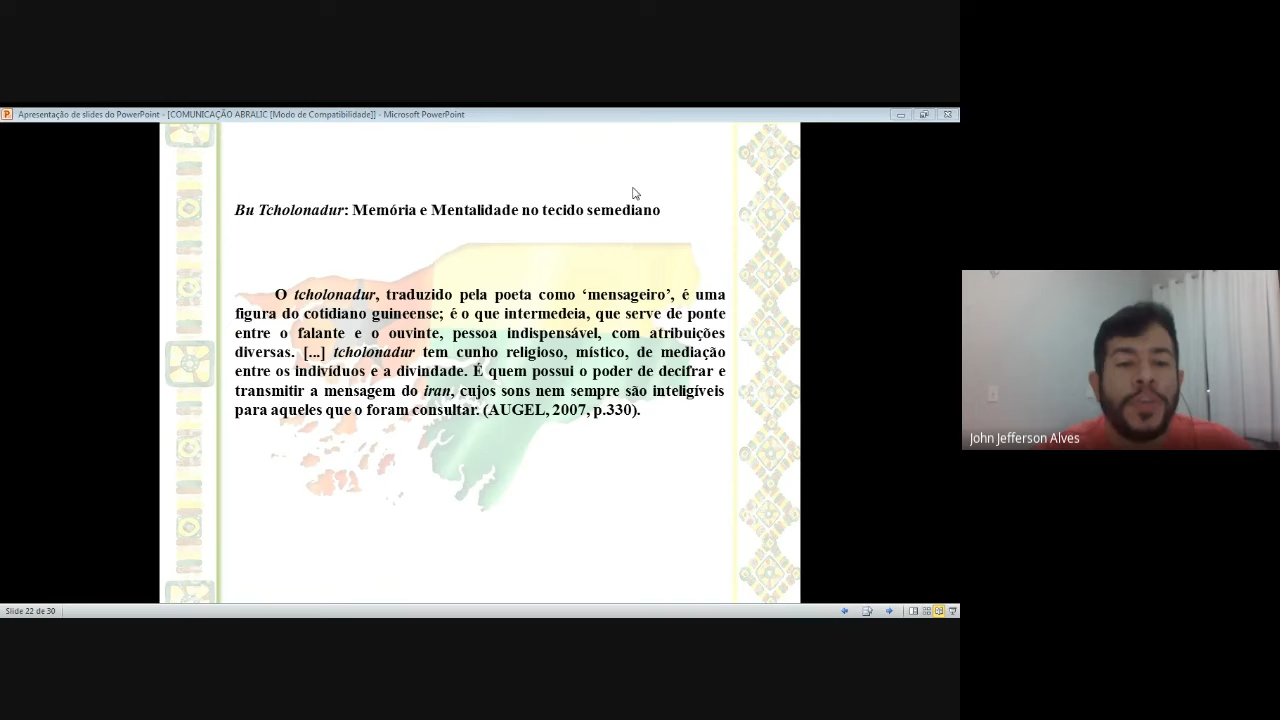 Apresentação de slides do PowerPoint - [COMUNICAÇÃO ABRALIC [Modo de Compatibilidade]] - Microsoft PowerPoint
Bu Tcholonadur: Memória e Mentalidade no tecido semediano
O tcholonadur, traduzido pela poeta como ‘mensageiro’, é uma
figura do cotidiano guineense; é o que intermedeia, que serve de ponte
entre o falante e o ouvinte, pessoa indispensável, com atribuições
diversas. [...] tcholonadur tem cunho religioso, místico, de mediação
entre os indivíduos e a divindade. É quem possui o poder de decifrar e
transmitir a mensagem do iran, cujos sons nem sempre são inteligíveis
para aqueles que o foram consultar. (AUGEL, 2007, p.330).
John Jefferson Alves
Slide 22 de 30